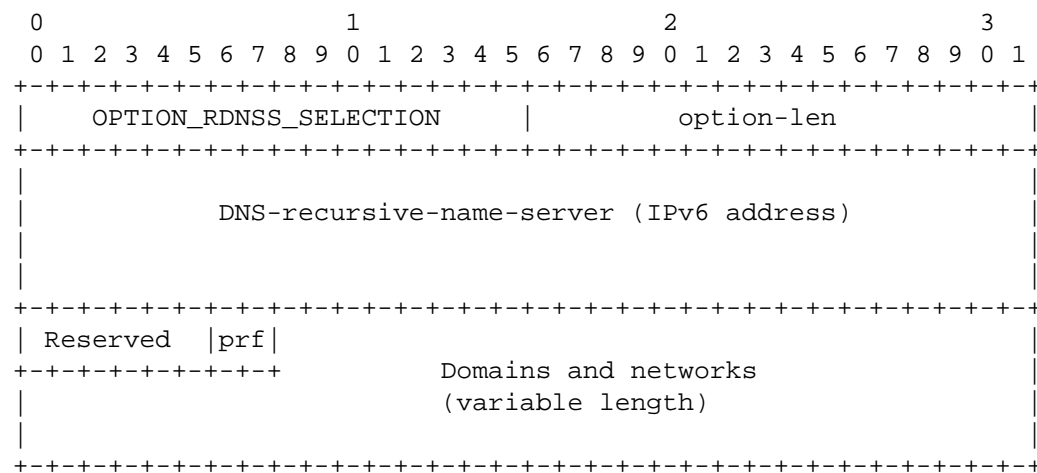 0                   1                   2                   3
 0 1 2 3 4 5 6 7 8 9 0 1 2 3 4 5 6 7 8 9 0 1 2 3 4 5 6 7 8 9 0 1
+-+-+-+-+-+-+-+-+-+-+-+-+-+-+-+-+-+-+-+-+-+-+-+-+-+-+-+-+-+-+-+-+
|    OPTION_RDNSS_SELECTION     |         option-len            |
+-+-+-+-+-+-+-+-+-+-+-+-+-+-+-+-+-+-+-+-+-+-+-+-+-+-+-+-+-+-+-+-+
|                                                               |
|            DNS-recursive-name-server (IPv6 address)           |
|                                                               |
|                                                               |
+-+-+-+-+-+-+-+-+-+-+-+-+-+-+-+-+-+-+-+-+-+-+-+-+-+-+-+-+-+-+-+-+
| Reserved  |prf|                                               |
+-+-+-+-+-+-+-+-+          Domains and networks                 |
|                          (variable length)                    |
|                                                               |
+-+-+-+-+-+-+-+-+-+-+-+-+-+-+-+-+-+-+-+-+-+-+-+-+-+-+-+-+-+-+-+-+